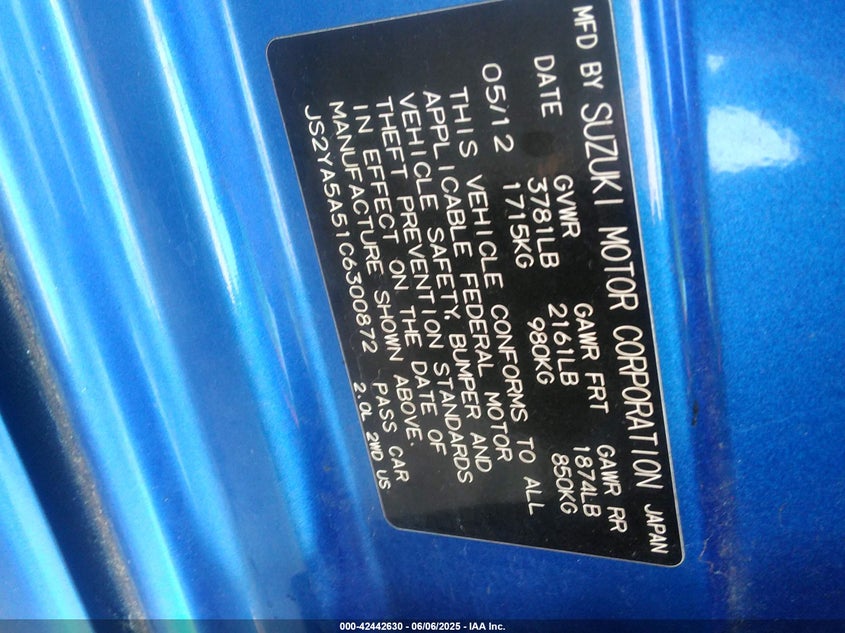 MFD BY SUZUKI MOTOR CORPORATION JAPAN
DATE GVWR GAWR FRT GAWR RR
05/12 3781LB 2161LB 1874LB
1715KG 980KG 850KG
THIS VEHICLE CONFORMS TO ALL
APPLICABLE FEDERAL MOTOR
VEHICLE SAFETY, BUMPER AND
THEFT PREVENTION STANDARDS
IN EFFECT ON THE DATE OF
MANUFACTURE SHOWN ABOVE.
JS2YA5A51C6300872 PASS CAR
2.0L 2WD US
000-42442630 - 06/06/2025 - IAA Inc.